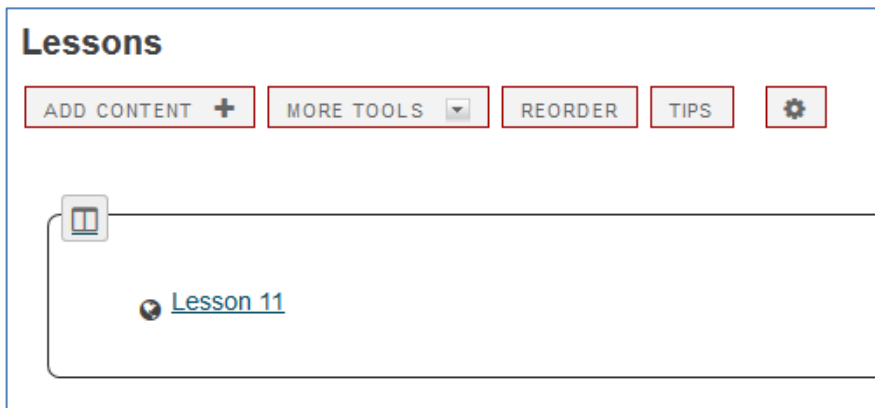 Lessons
ADD CONTENT MORE TOOLS REORDER TIPS
Lesson 11